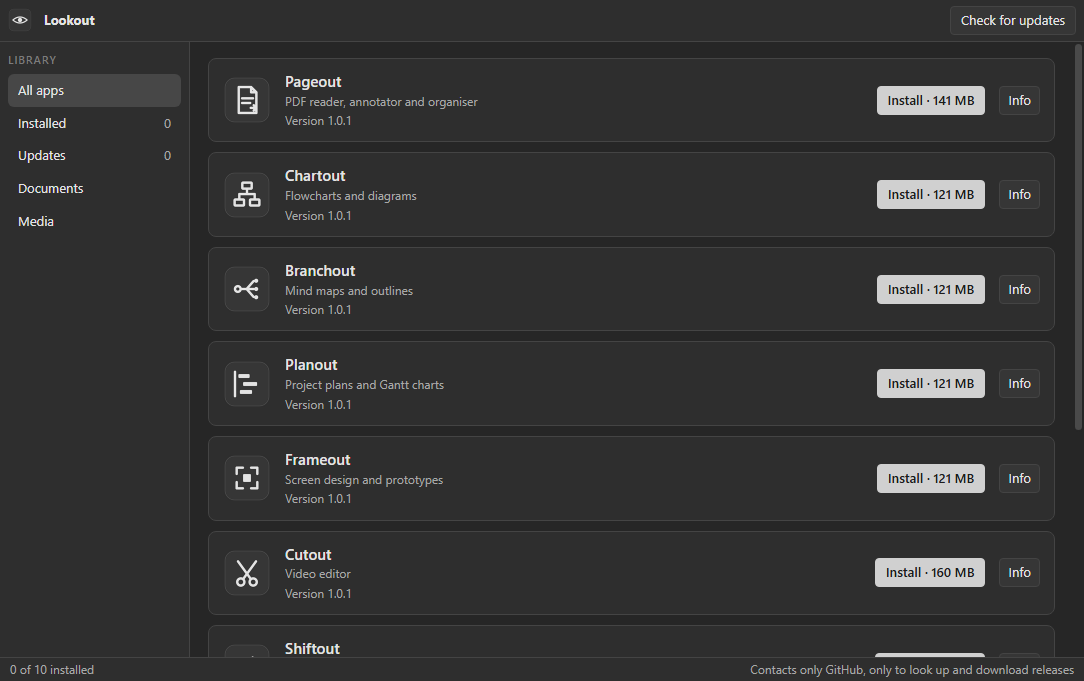 Lookout
Check for updates
LIBRARY
All apps
Installed 0
Updates 0
Documents
Media
Pageout
PDF reader, annotator and organiser
Version 1.0.1
Install · 141 MB
Info
Chartout
Flowcharts and diagrams
Version 1.0.1
Install · 121 MB
Info
Branchout
Mind maps and outlines
Version 1.0.1
Install · 121 MB
Info
Planout
Project plans and Gantt charts
Version 1.0.1
Install · 121 MB
Info
Frameout
Screen design and prototypes
Version 1.0.1
Install · 121 MB
Info
Cutout
Video editor
Version 1.0.1
Install · 160 MB
Info
Shiftout
0 of 10 installed
Contacts only GitHub, only to look up and download releases